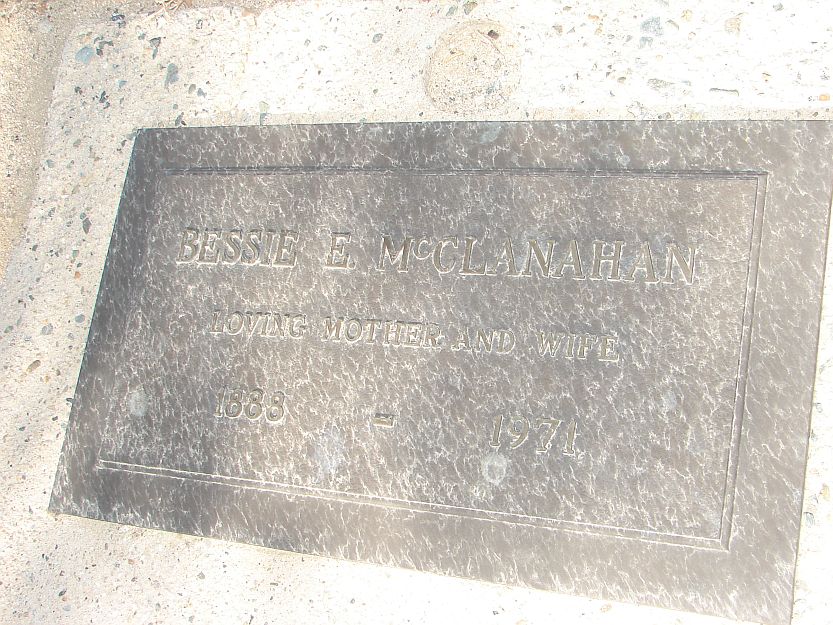 BESSIE E. McCLANAHAN
LOVING MOTHER AND WIFE
1888 - 1971